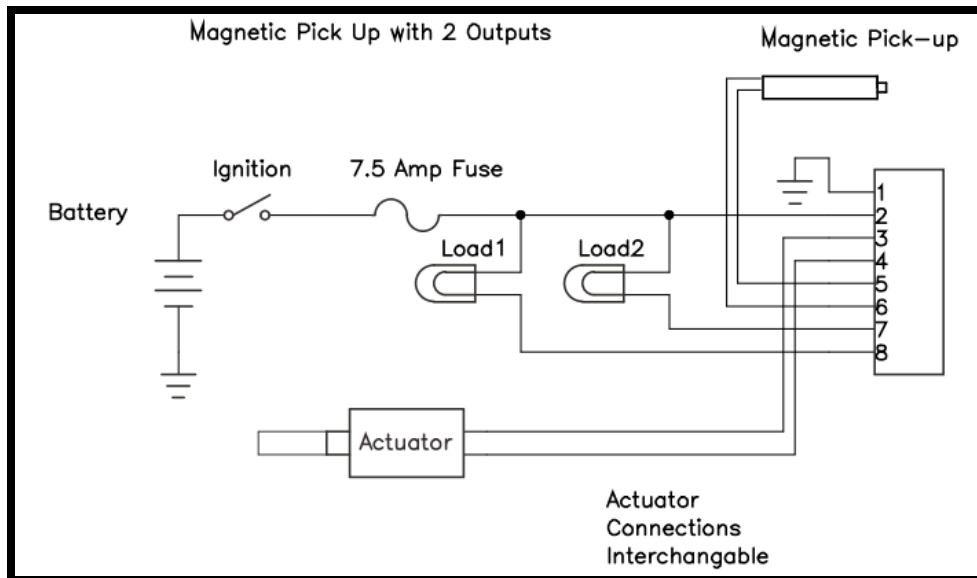 Magnetic Pick Up with 2 Outputs
Magnetic Pick-up
Ignition
7.5 Amp Fuse
Battery
Load1
Load2
1
2
3
4
5
6
7
8
Actuator
Actuator
Connections
Interchangable